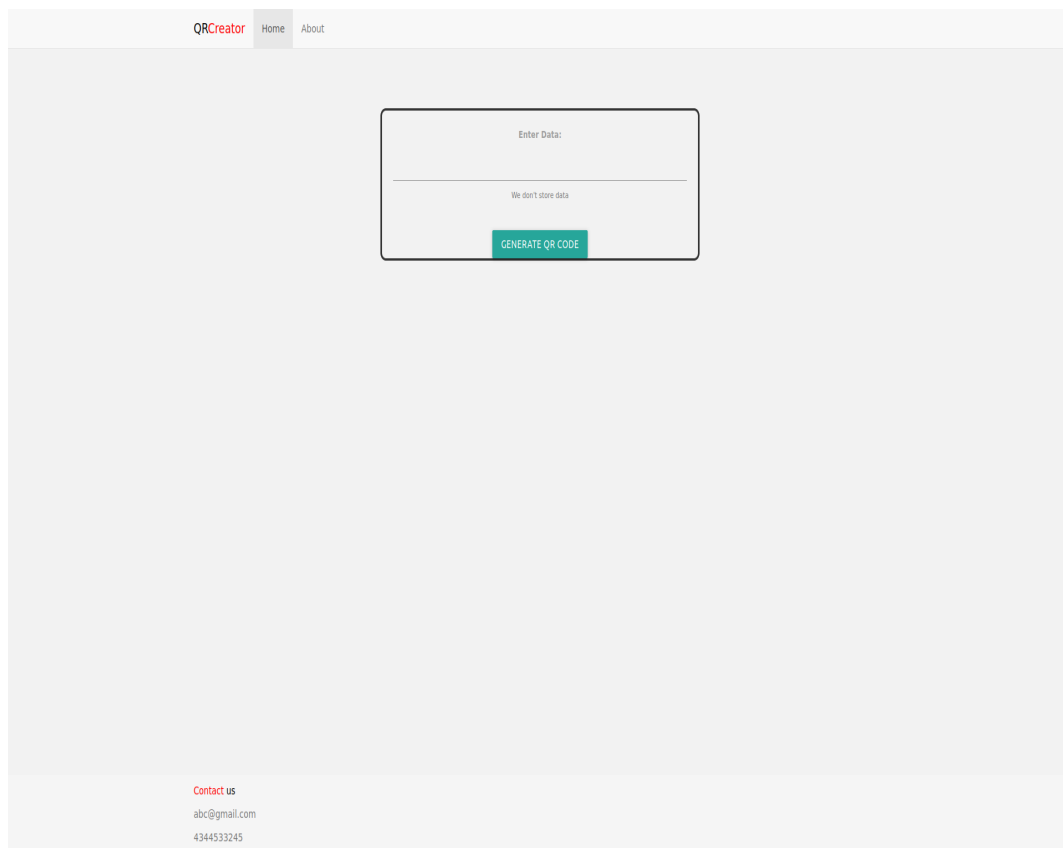 QRCreator Home About
Enter Data:
We don't store data
GENERATE QR CODE
Contact us
abc@gmail.com
4344533245